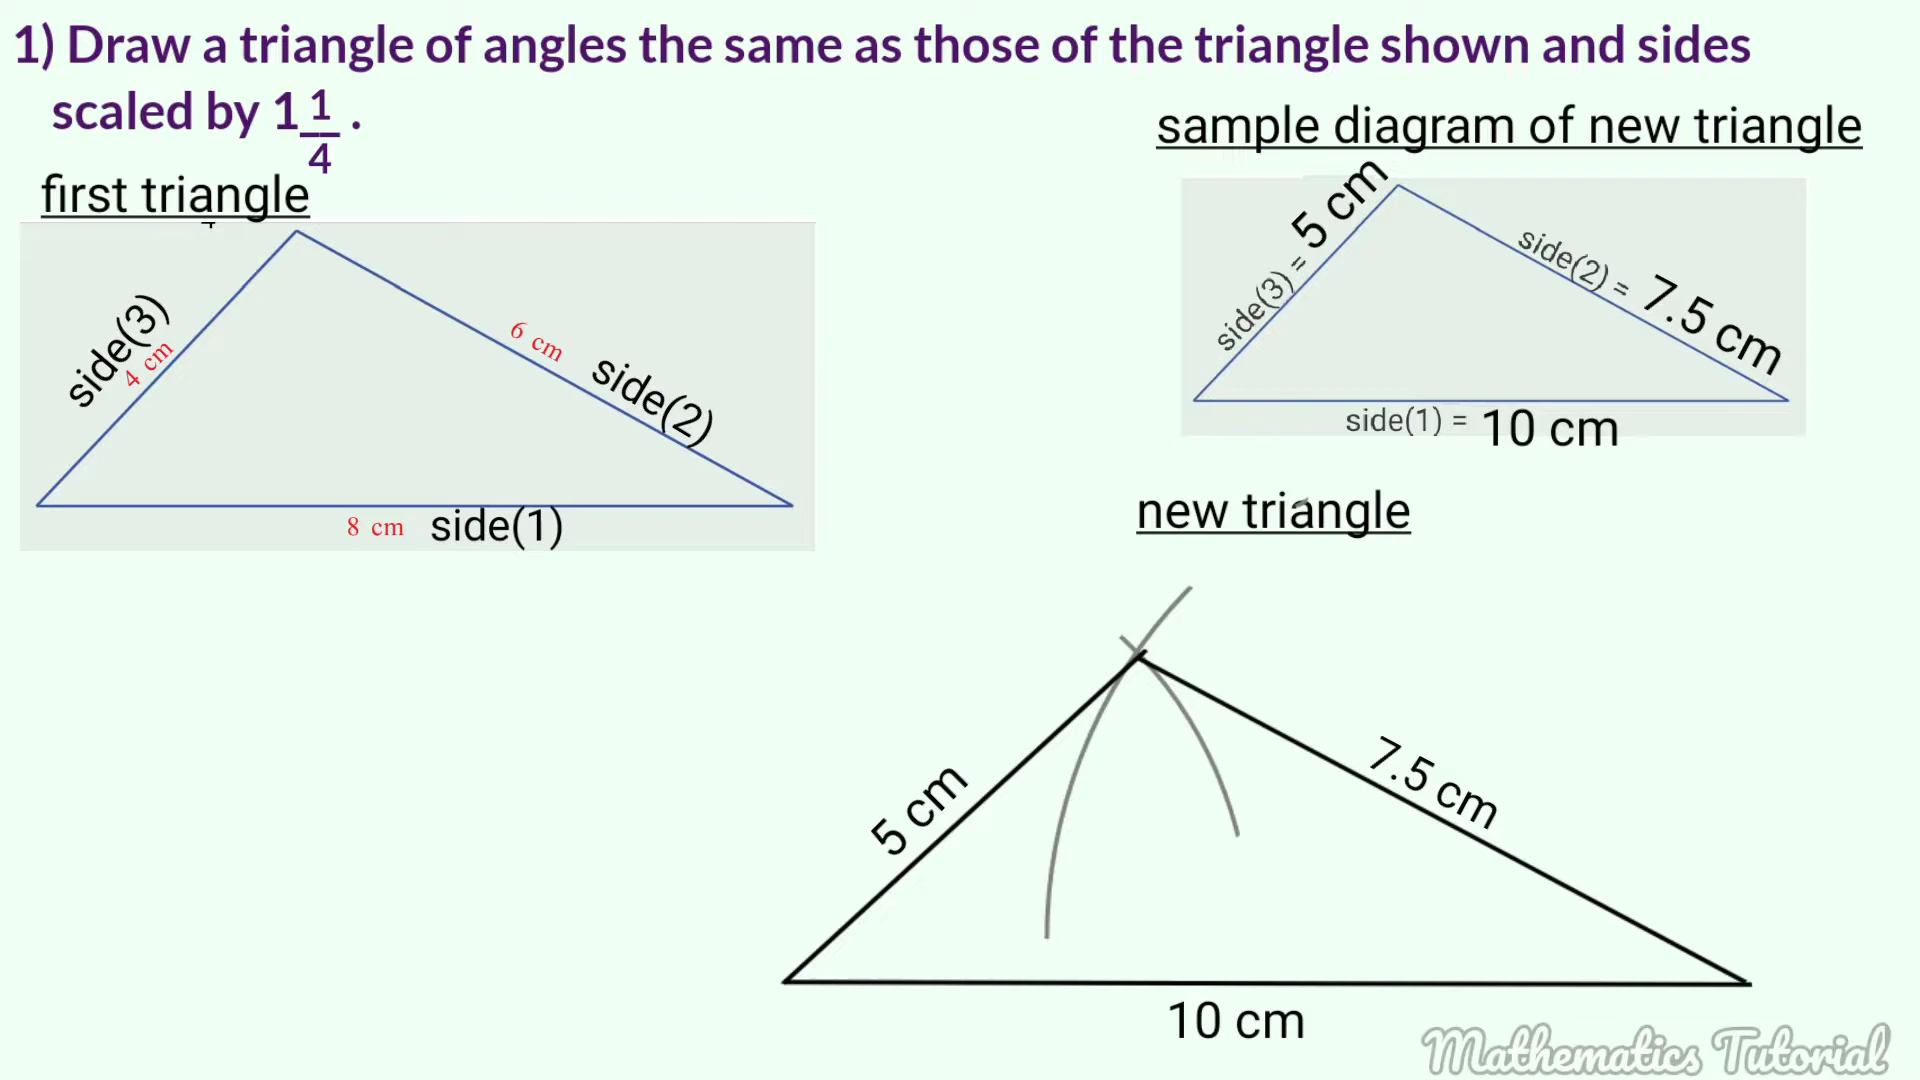 1) Draw a triangle of angles the same as those of the triangle shown and sides
scaled by 1 1/4 .
first triangle
side(3)
4 cm
6 cm
side(2)
8 cm side(1)
sample diagram of new triangle
side(3) = 5 cm
side(2) = 7.5 cm
side(1) = 10 cm
new triangle
5 cm
7.5 cm
10 cm
Mathematics Tutorial